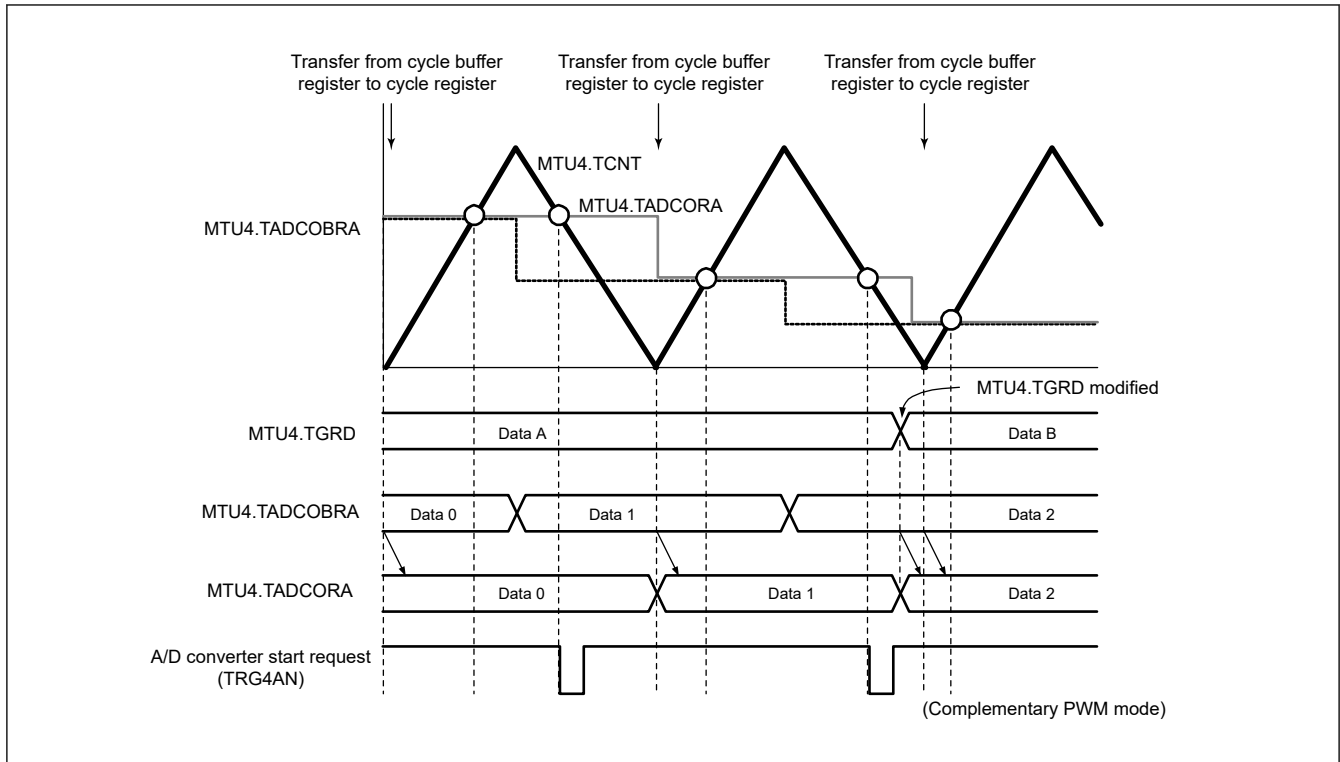 Transfer from cycle buffer
register to cycle register
Transfer from cycle buffer
register to cycle register
Transfer from cycle buffer
register to cycle register
MTU4.TCNT
MTU4.TADCORA
MTU4.TADCOBRA
MTU4.TGRD modified
MTU4.TGRD
Data A
Data B
MTU4.TADCOBRA
Data 0
Data 1
Data 2
MTU4.TADCORA
Data 0
Data 1
Data 2
A/D converter start request
(TRG4AN)
(Complementary PWM mode)